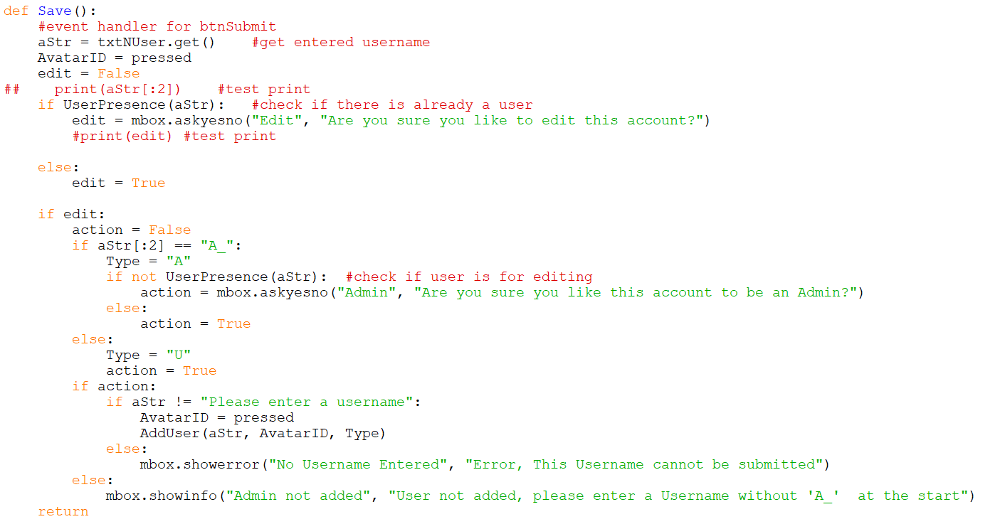 def Save():
    #event handler for btnSubmit
    aStr = txtNUser.get()    #get entered username
    AvatarID = pressed
    edit = False
##    print(aStr[:2])    #test print
    if UserPresence(aStr):   #check if there is already a user
        edit = mbox.askyesno("Edit", "Are you sure you like to edit this account?")
        #print(edit) #test print

    else:
        edit = True

    if edit:
        action = False
        if aStr[:2] == "A_":
            Type = "A"
            if not UserPresence(aStr):  #check if user is for editing
                action = mbox.askyesno("Admin", "Are you sure you like this account to be an Admin?")
            else:
                action = True
        else:
            Type = "U"
            action = True
        if action:
            if aStr != "Please enter a username":
                AvatarID = pressed
                AddUser(aStr, AvatarID, Type)
            else:
                mbox.showerror("No Username Entered", "Error, This Username cannot be submitted")
        else:
            mbox.showinfo("Admin not added", "User not added, please enter a Username without 'A_'  at the start")
    return